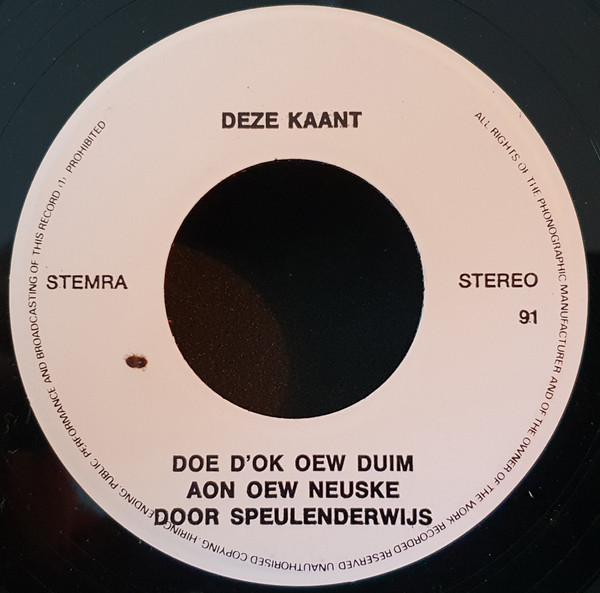 DEZE KAANT
STEMRA
STEREO
91
DOE D'OK OEW DUIM
AON OEW NEUSKE
DOOR SPEULENDERWIJS
ALL RIGHTS OF THE PHONOGRAPHIC MANUFACTURER AND OF THE OWNER OF THE WORK RECORDED RESERVED UNAUTHORISED COPYING, HIRING, LENDING, PUBLIC PERFORMANCE AND BROADCASTING OF THIS RECORD PROHIBITED